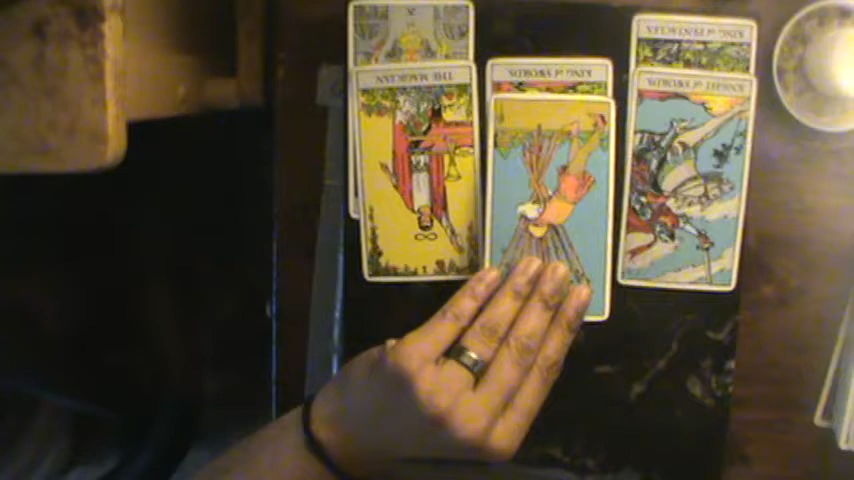 KING of PENTACLES.
THE MAGICIAN.
KING of SWORDS.
KNIGHT of SWORDS.